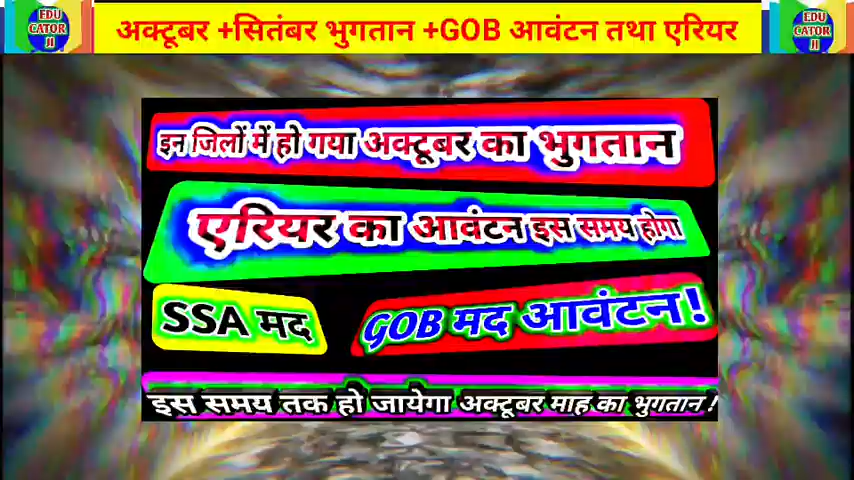 EDU
CATOR
JI
अक्टूबर +सितंबर भुगतान +GOB आवंटन तथा एरियर
EDU
CATOR
JI
इन जिलों में हो गया अक्टूबर का भुगतान
एरियर का आवंटन इस समय होगा
SSA मद
GOB मद आवंटन!
इस समय तक हो जायेगा अक्टूबर माह का भुगतान !